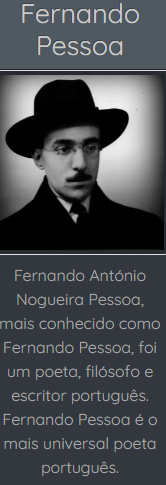 Fernando
Pessoa
Fernando António
Nogueira Pessoa,
mais conhecido como
Fernando Pessoa, foi
um poeta, filósofo e
escritor português.
Fernando Pessoa é o
mais universal poeta
português.